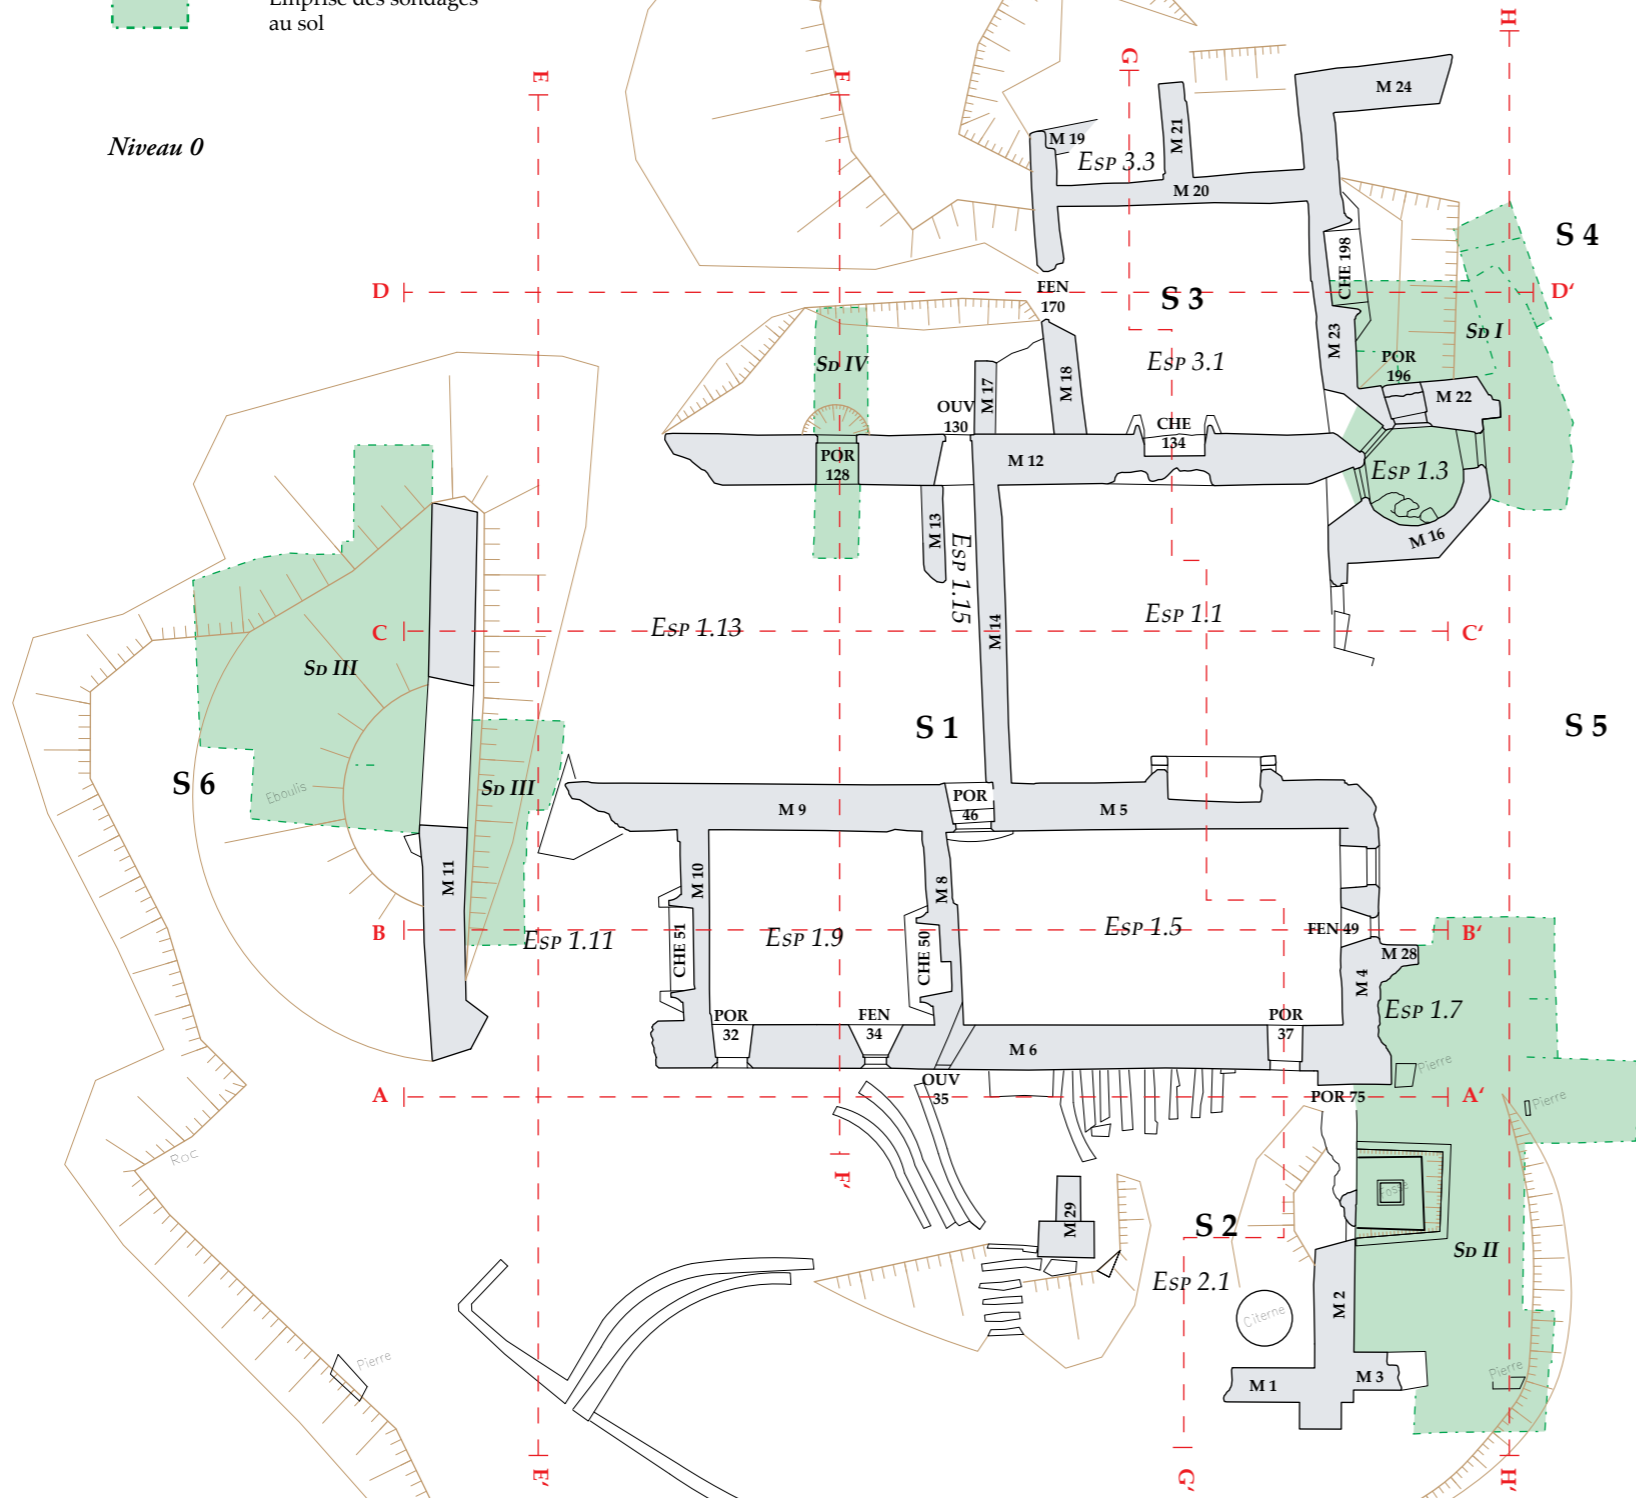 Emprise des sondages
au sol
Niveau 0
E
F
G
H
M 24
M 19
M 21
ESP 3.3
M 20
S 4
CHE 198
D
FEN
170
S 3
D‘
SD I
SD IV
ESP 3.1
M 23
POR
196
M 17
M 18
M 22
OUV
130
CHE
134
POR
128
M 12
ESP 1.3
M 13
ESP 1.15
M 16
C
ESP 1.13
M 14
ESP 1.1
C‘
SD III
S 1
S 5
S 6
Eboulis
SD III
M 9
POR
46
M 5
M 11
M 10
M 8
B
ESP 1.11
CHE 51
ESP 1.9
CHE 50
ESP 1.5
FEN 49
B‘
M 28
M 4
ESP 1.7
POR
32
FEN
34
POR
37
M 6
Pierre
OUV
35
A
POR 75
A‘
Pierre
Roc
F'
Fosse
M 29
S 2
SD II
ESP 2.1
Citerne
M 2
Pierre
Pierre
M 1
M 3
E'
G'
H'